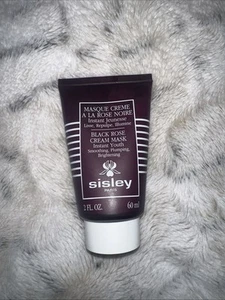 MASQUE CREME
A LA ROSE NOIRE
Instant Jeunesse
Lisse, Repulpe, Illumine
BLACK ROSE
CREAM MASK
Instant Youth
Smoothing, Plumping,
Brightening
sisley
PARIS
2 FL. OZ. 60 ml